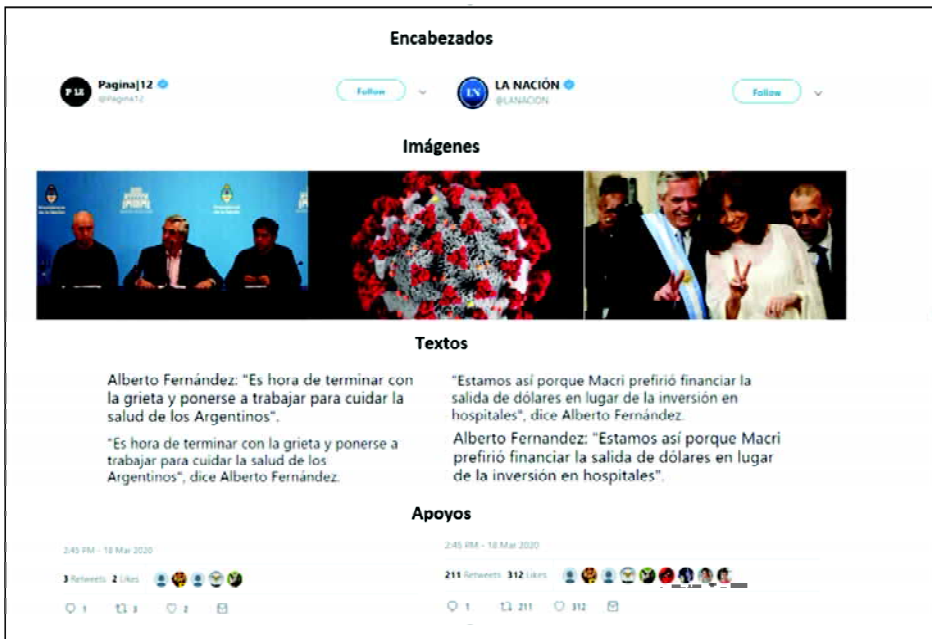 Encabezados
Pagina|12
@Pagina12
Follow
LA NACIÓN
@LANACION
Follow
Imágenes
Textos
Alberto Fernández: "Es hora de terminar con
la grieta y ponerse a trabajar para cuidar la
salud de los Argentinos".
"Es hora de terminar con la grieta y ponerse a
trabajar para cuidar la salud de los
Argentinos", dice Alberto Fernández.
"Estamos así porque Macri prefirió financiar la
salida de dólares en lugar de la inversión en
hospitales", dice Alberto Fernández.
Alberto Fernandez: "Estamos así porque Macri
prefirió financiar la salida de dólares en lugar
de la inversión en hospitales".
Apoyos
2:45 PM - 18 Mar 2020
3 Retweets 2 Likes
1 3 2
2:45 PM - 18 Mar 2020
211 Retweets 312 Likes
1 211 312